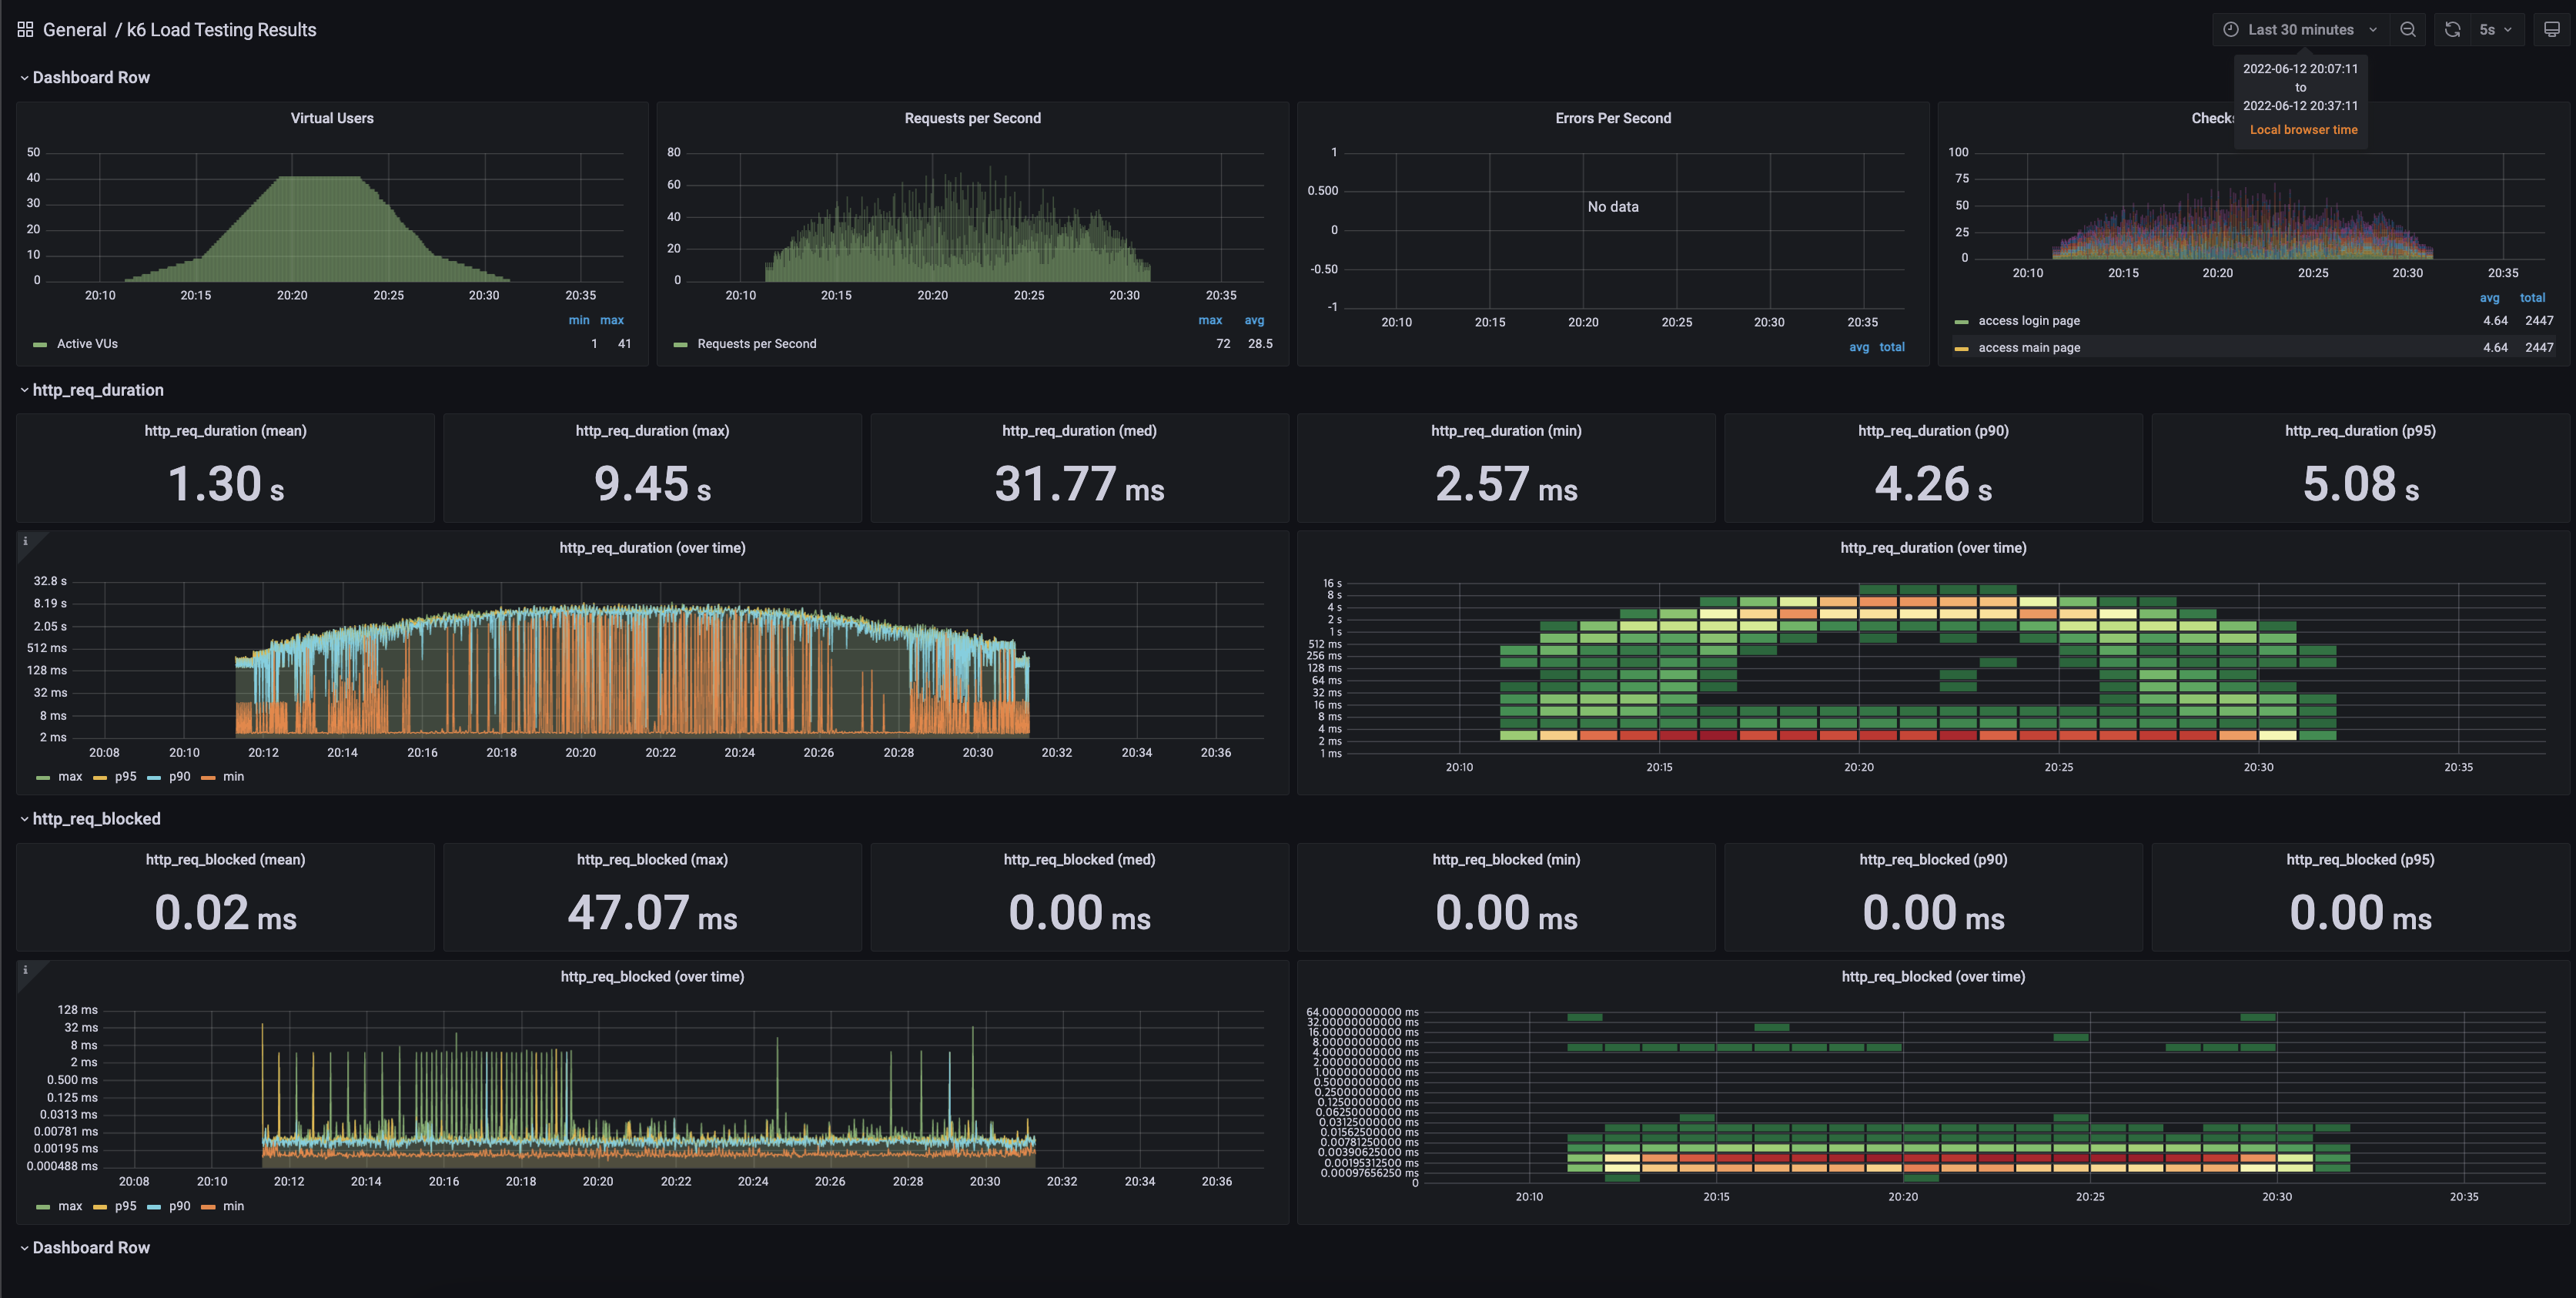 General / k6 Load Testing Results
Last 30 minutes
5s
2022-06-12 20:07:11
to
2022-06-12 20:37:11
Local browser time
Dashboard Row
Virtual Users
50
40
30
20
10
0
20:10 20:15 20:20 20:25 20:30 20:35
min max
Active VUs 1 41
Requests per Second
80
60
40
20
0
20:10 20:15 20:20 20:25 20:30 20:35
max avg
Requests per Second 72 28.5
Errors Per Second
1
0.500
0
-0.50
-1
No data
20:10 20:15 20:20 20:25 20:30 20:35
avg total
Checks
100
75
50
25
0
20:10 20:15 20:20 20:25 20:30 20:35
avg total
access login page 4.64 2447
access main page 4.64 2447
http_req_duration
http_req_duration (mean)
1.30 s
http_req_duration (max)
9.45 s
http_req_duration (med)
31.77 ms
http_req_duration (min)
2.57 ms
http_req_duration (p90)
4.26 s
http_req_duration (p95)
5.08 s
http_req_duration (over time)
32.8 s
8.19 s
2.05 s
512 ms
128 ms
32 ms
8 ms
2 ms
20:08 20:10 20:12 20:14 20:16 20:18 20:20 20:22 20:24 20:26 20:28 20:30 20:32 20:34 20:36
max p95 p90 min
http_req_duration (over time)
16 s
8 s
4 s
2 s
1 s
512 ms
256 ms
128 ms
64 ms
32 ms
16 ms
8 ms
4 ms
2 ms
1 ms
20:10 20:15 20:20 20:25 20:30 20:35
http_req_blocked
http_req_blocked (mean)
0.02 ms
http_req_blocked (max)
47.07 ms
http_req_blocked (med)
0.00 ms
http_req_blocked (min)
0.00 ms
http_req_blocked (p90)
0.00 ms
http_req_blocked (p95)
0.00 ms
http_req_blocked (over time)
128 ms
32 ms
8 ms
2 ms
0.500 ms
0.125 ms
0.0313 ms
0.00781 ms
0.00195 ms
0.000488 ms
20:08 20:10 20:12 20:14 20:16 20:18 20:20 20:22 20:24 20:26 20:28 20:30 20:32 20:34 20:36
max p95 p90 min
http_req_blocked (over time)
64.00000000000 ms
32.00000000000 ms
16.00000000000 ms
8.00000000000 ms
4.00000000000 ms
2.00000000000 ms
1.00000000000 ms
0.50000000000 ms
0.25000000000 ms
0.12500000000 ms
0.06250000000 ms
0.03125000000 ms
0.01562500000 ms
0.00781250000 ms
0.00390625000 ms
0.00195312500 ms
0.00097656250 ms
0
20:10 20:15 20:20 20:25 20:30 20:35
Dashboard Row